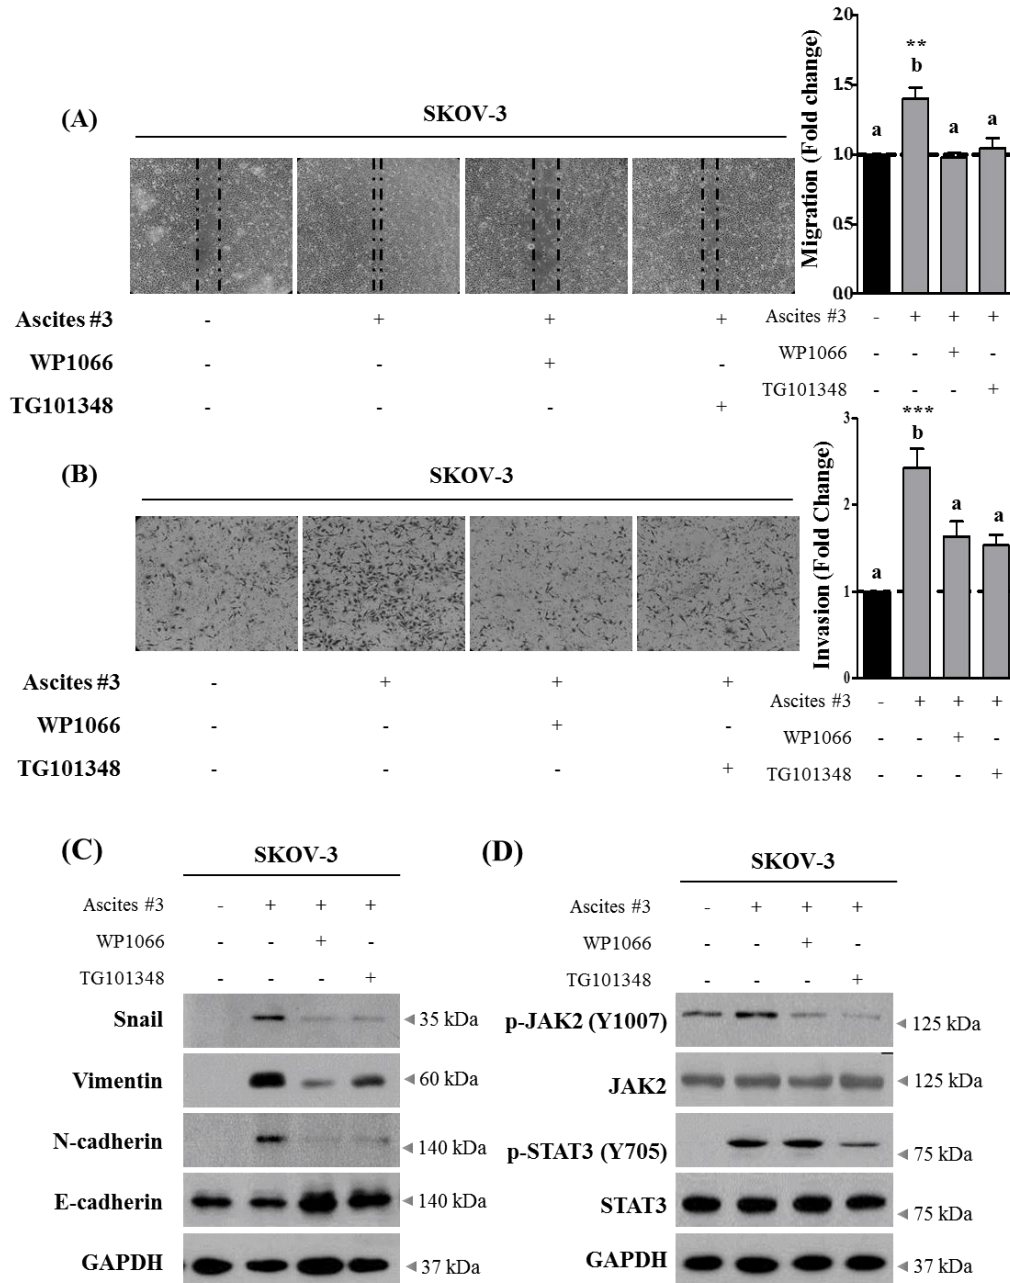 (A)
SKOV-3
Ascites #3 - + + +
WP1066 - - + -
TG101348 - - - +
Migration (Fold change)
2.0
1.5
1.0
0.5
0.0
**
a b a a
Ascites #3 - + + +
WP1066 - - + -
TG101348 - - - +
(B)
SKOV-3
Ascites #3 - + + +
WP1066 - - + -
TG101348 - - - +
Invasion (Fold Change)
3
2
1
0
***
a b a a
Ascites #3 - + + +
WP1066 - - + -
TG101348 - - - +
(C)
SKOV-3
Ascites #3 - + + +
WP1066 - - + -
TG101348 - - - +
Snail 35 kDa
Vimentin 60 kDa
N-cadherin 140 kDa
E-cadherin 140 kDa
GAPDH 37 kDa
(D)
SKOV-3
Ascites #3 - + + +
WP1066 - - + -
TG101348 - - - +
p-JAK2 (Y1007) 125 kDa
JAK2 125 kDa
p-STAT3 (Y705) 75 kDa
STAT3 75 kDa
GAPDH 37 kDa